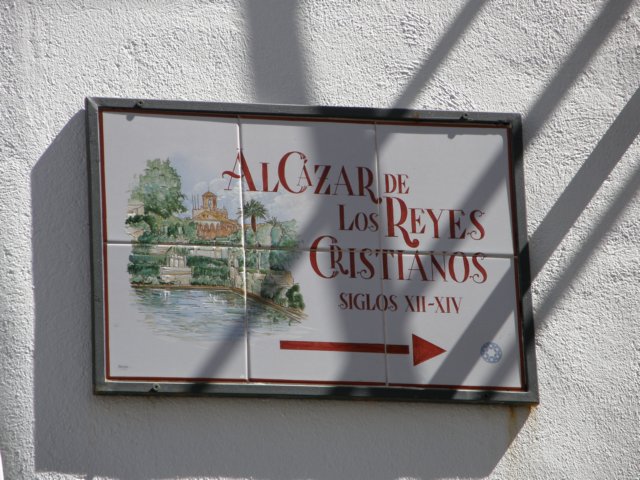 ALCÁZAR DE
LOS REYES
CRISTIANOS
SIGLOS XII-XIV